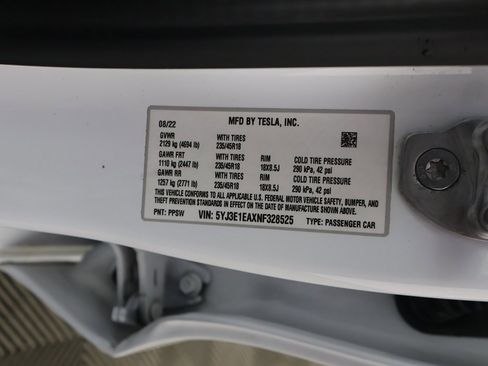 08/22 MFD BY TESLA, INC.
GVWR WITH TIRES
2129 kg (4694 lb) 235/45R18
GAWR FRT WITH TIRES RIM COLD TIRE PRESSURE
1110 kg (2447 lb) 235/45R18 18X8.5J 290 kPa, 42 psi
GAWR RR WITH TIRES RIM COLD TIRE PRESSURE
1257 kg (2771 lb) 235/45R18 18X8.5J 290 kPa, 42 psi
THIS VEHICLE CONFORMS TO ALL APPLICABLE U.S. FEDERAL MOTOR VEHICLE SAFETY, BUMPER, AND
THEFT PREVENTION STANDARDS IN EFFECT ON THE DATE OF MANUFACTURE SHOWN ABOVE.
PNT: PPSW VIN: 5YJ3E1EAXNF328525 TYPE: PASSENGER CAR